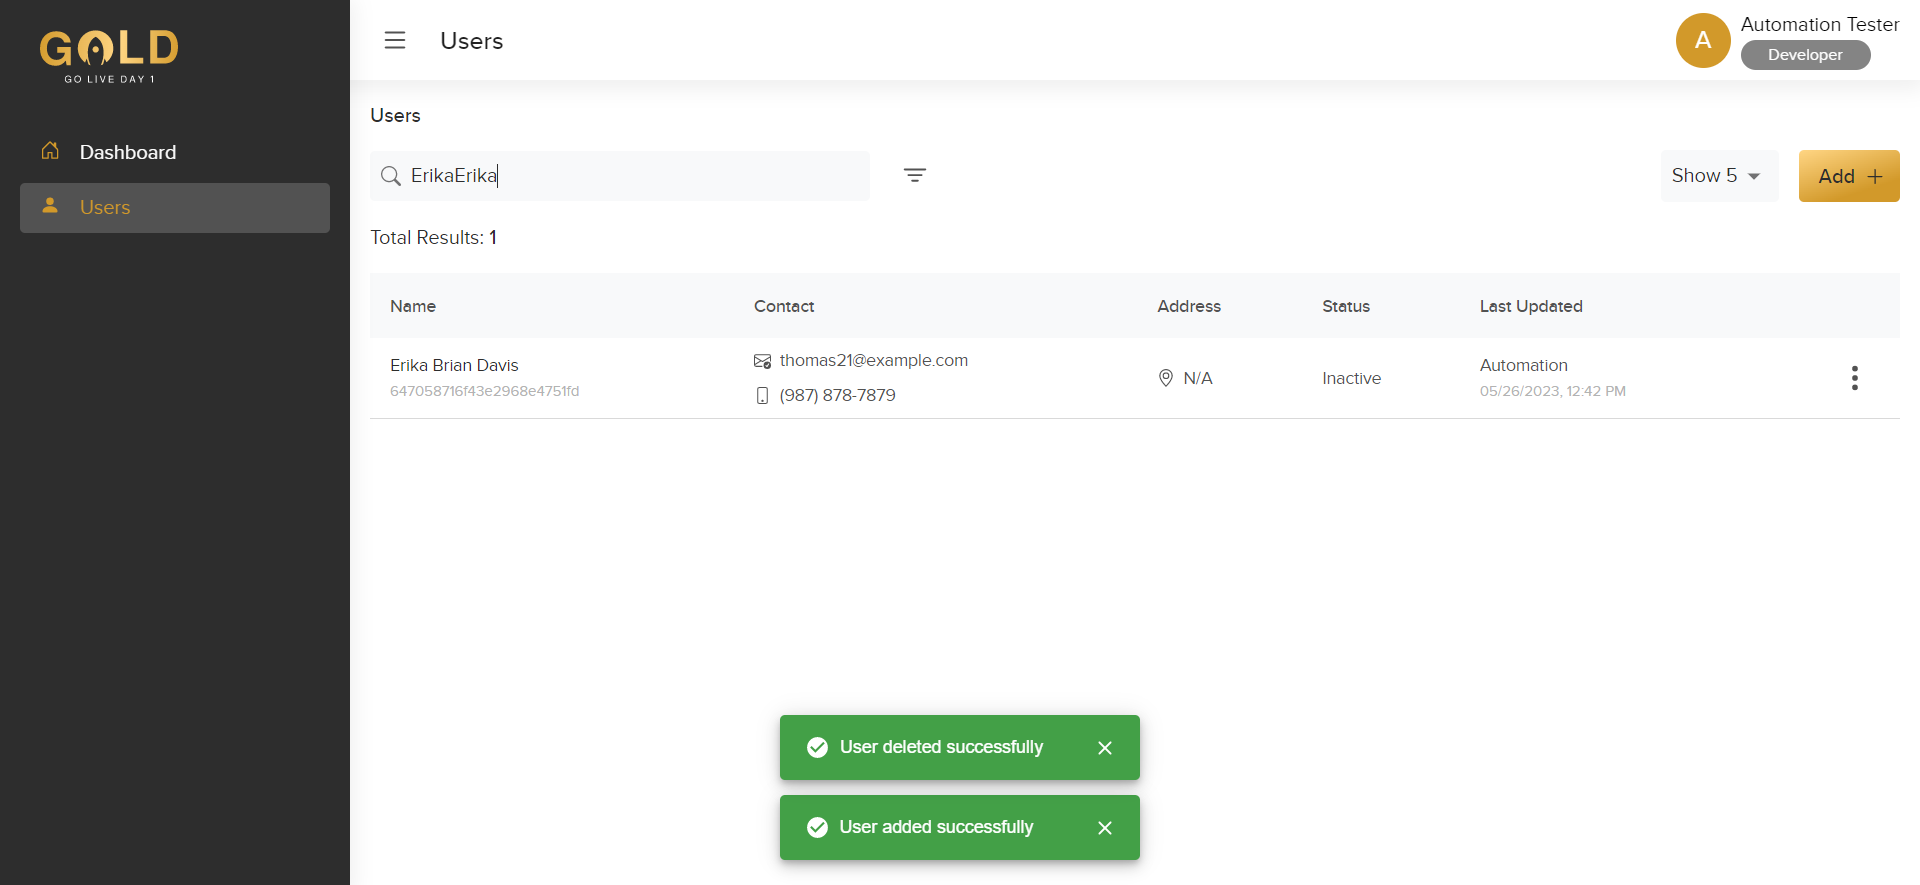 GOLD
GO LIVE DAY 1
Dashboard
Users
Users
A
Automation Tester
Developer
Users
ErikaErika
Show 5
Add +
Total Results: 1
Name Contact Address Status Last Updated
Erika Brian Davis
647058716f43e2968e4751fd
thomas21@example.com
(987) 878-7879
N/A
Inactive
Automation
05/26/2023, 12:42 PM
User deleted successfully
User added successfully